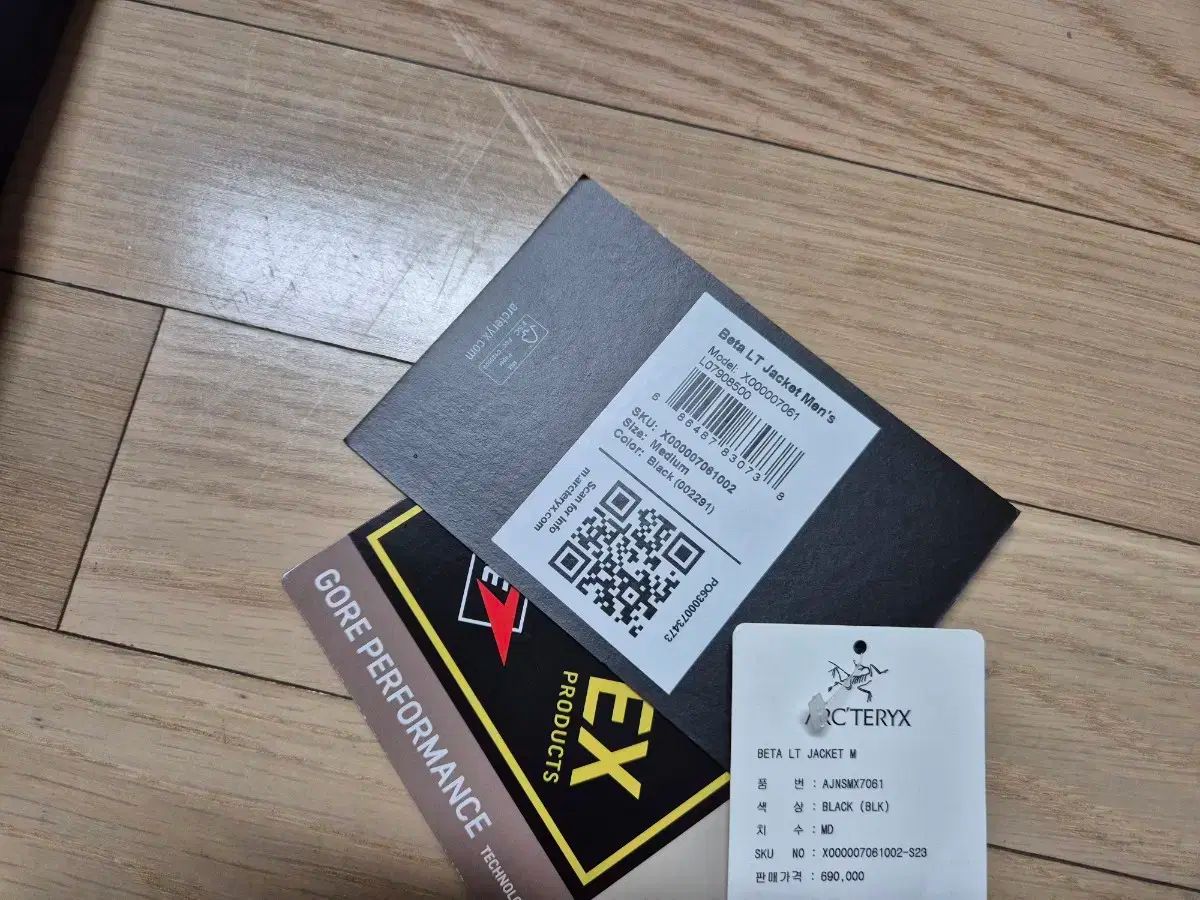 arcteryx.com
Beta LT Jacket Men's
Model: X000007061
L07908500
6 86487 83073 8
SKU: X000007061002
Size: Medium
Color: Black (002291)
Scan for Info
m.arcteryx.com
PO6300073473
EX
PRODUCTS
GORE PERFORMANCE
ARC'TERYX
BETA LT JACKET M
품 번 : AJNSMX7061
색 상 : BLACK (BLK)
치 수 : MD
SKU NO : X000007061002-S23
판매가격 : 690,000